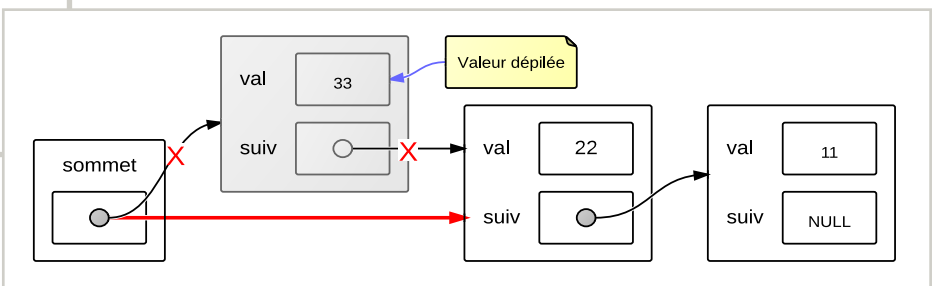 sommet
val
33
suiv
X
X
Valeur dépilée
val
22
suiv
val
11
suiv
NULL